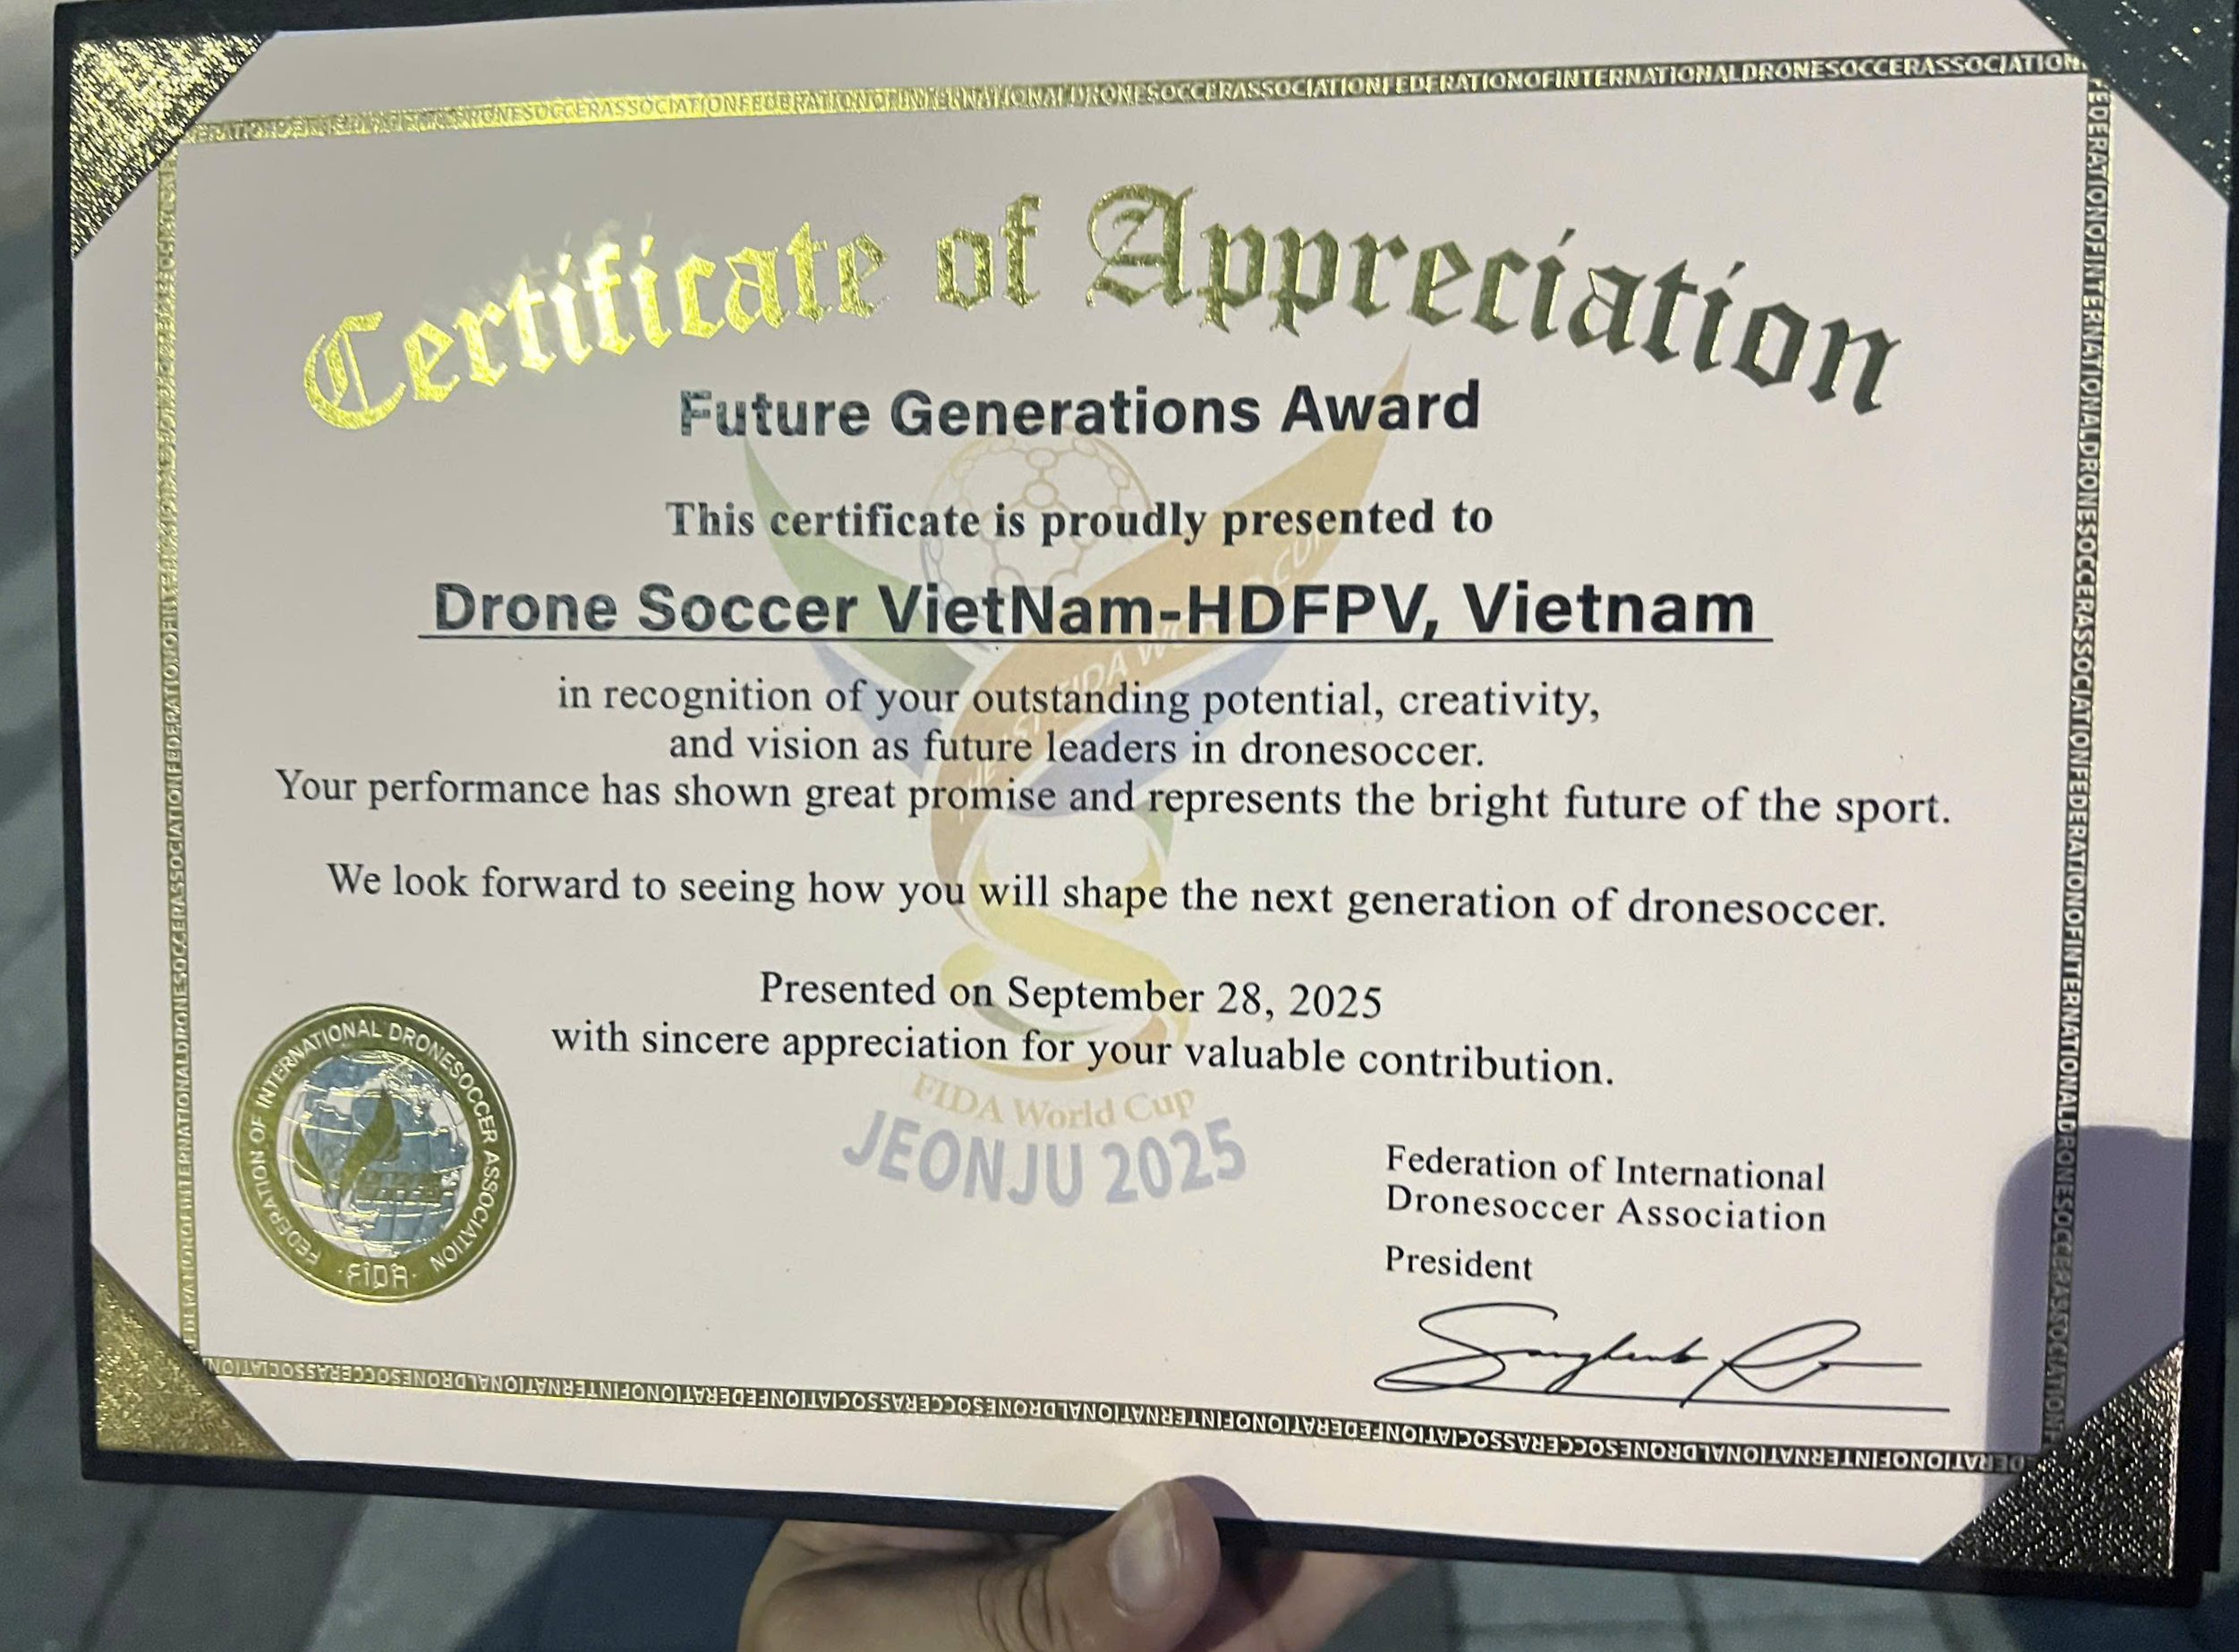 FEDERATIONOFINTERNATIONALDRONESOCCERASSOCIATION
Certificate of Appreciation
Future Generations Award
This certificate is proudly presented to
Drone Soccer VietNam-HDFPV, Vietnam
in recognition of your outstanding potential, creativity,
and vision as future leaders in dronesoccer.
Your performance has shown great promise and represents the bright future of the sport.
We look forward to seeing how you will shape the next generation of dronesoccer.
Presented on September 28, 2025
with sincere appreciation for your valuable contribution.
FIDA World Cup
JEONJU 2025
FEDERATION OF INTERNATIONAL DRONESOCCER ASSOCIATION
·FIDA·
Federation of International
Dronesoccer Association
President